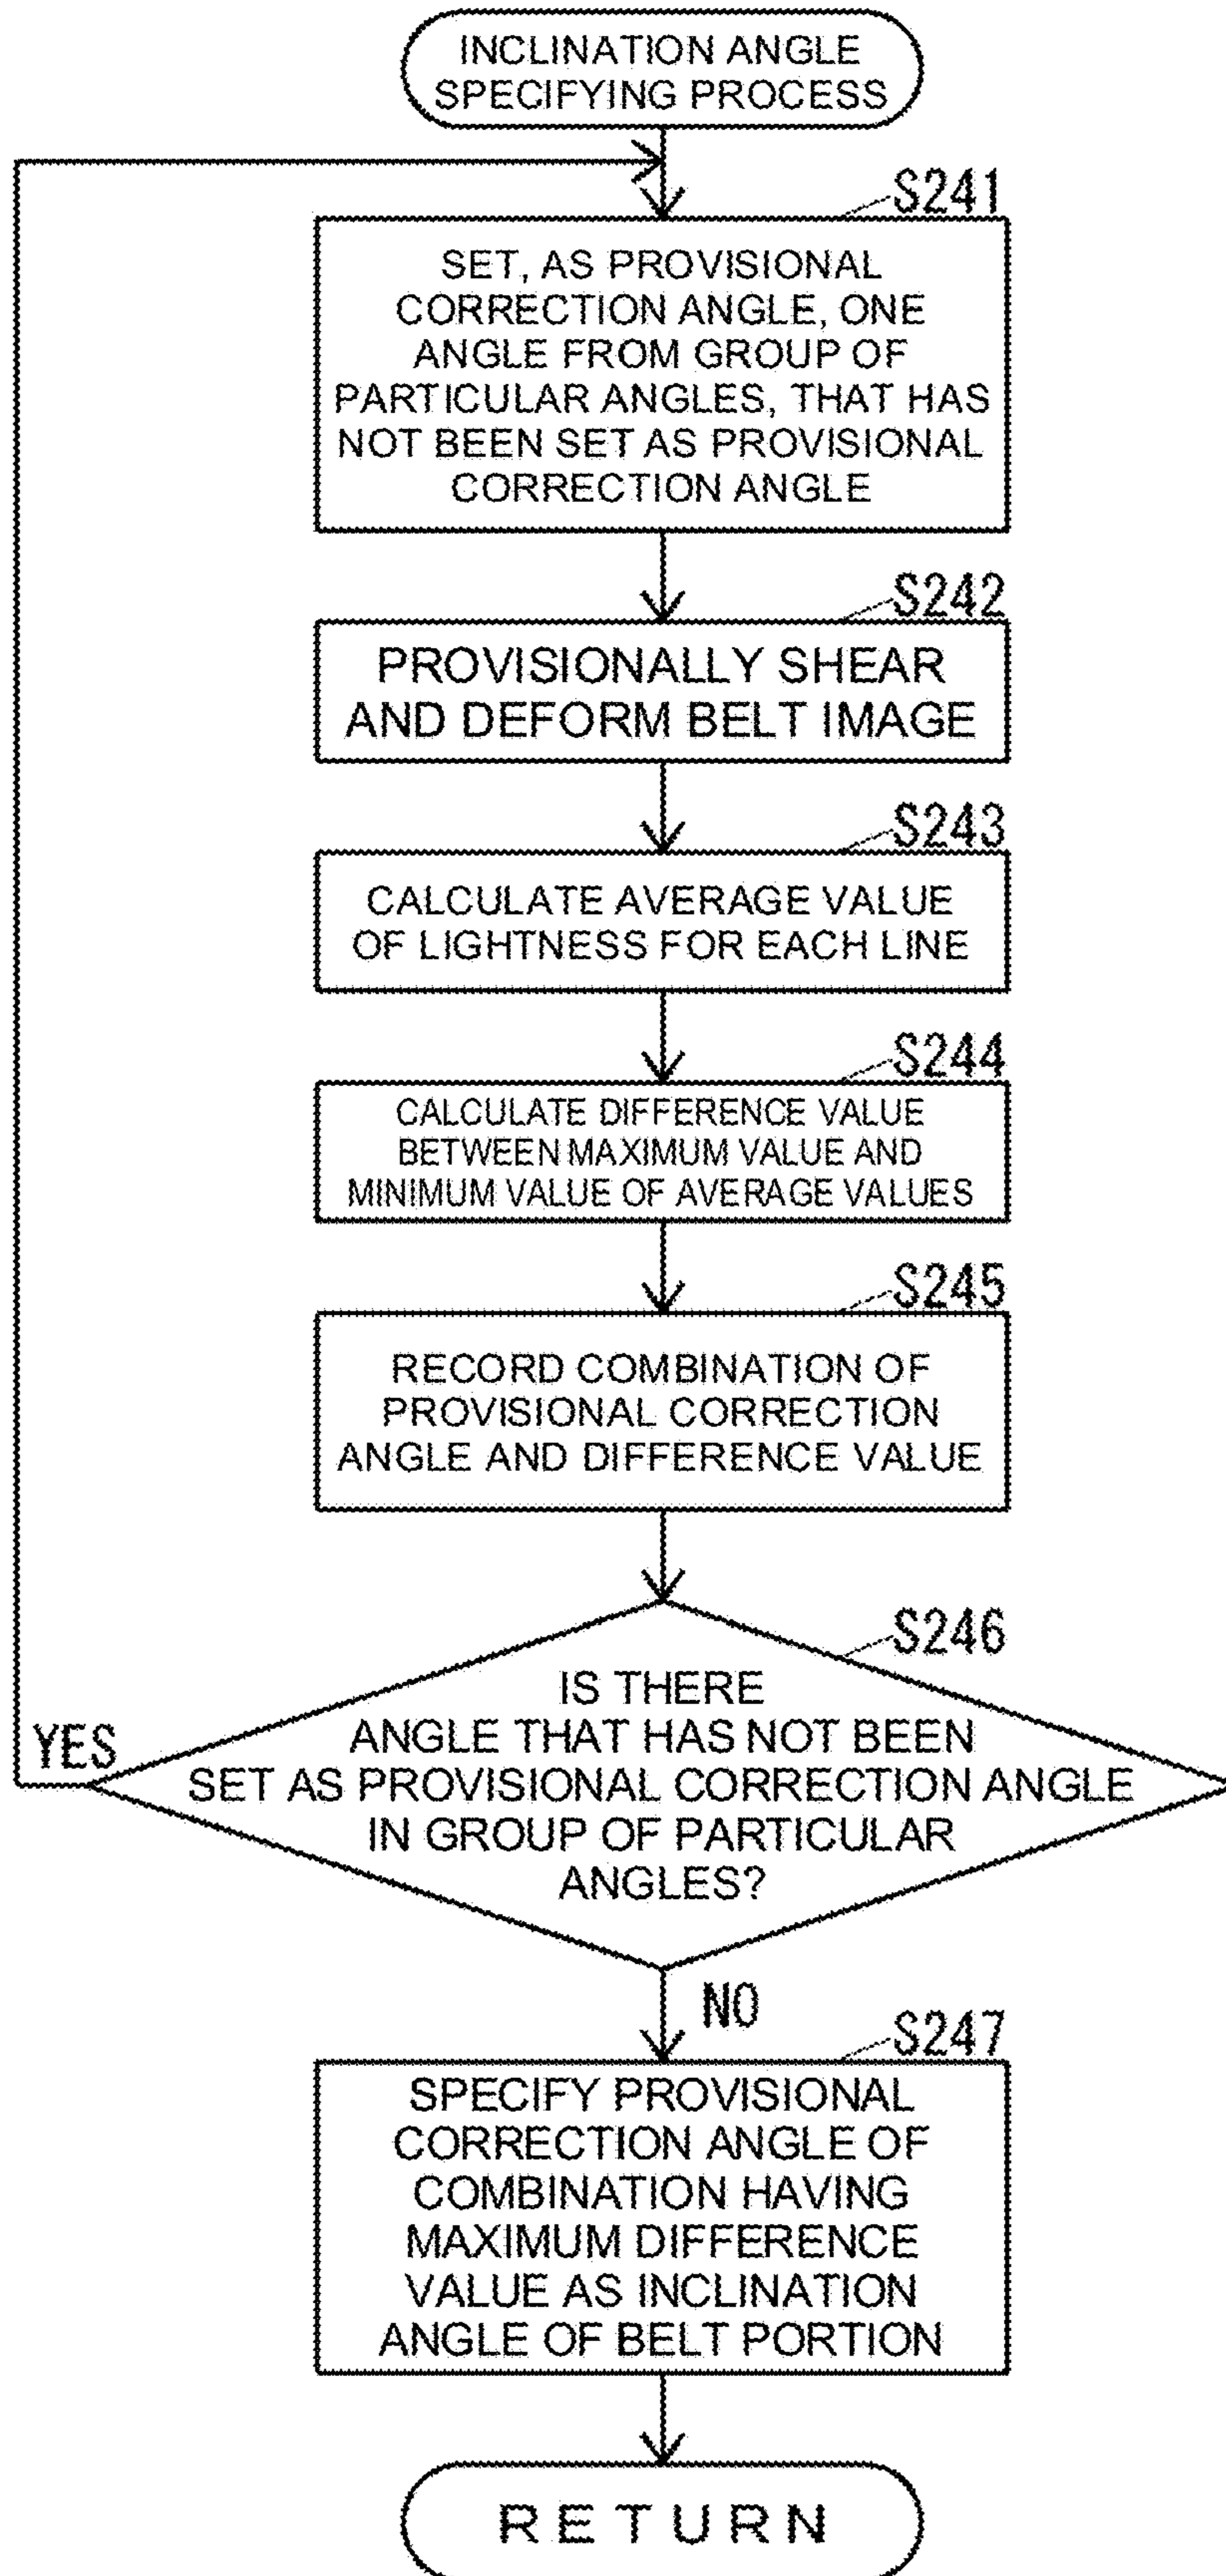 INCLINATION ANGLE
SPECIFYING PROCESS
S241
SET, AS PROVISIONAL
CORRECTION ANGLE, ONE
ANGLE FROM GROUP OF
PARTICULAR ANGLES, THAT HAS
NOT BEEN SET AS PROVISIONAL
CORRECTION ANGLE
S242
PROVISIONALLY SHEAR
AND DEFORM BELT IMAGE
S243
CALCULATE AVERAGE VALUE
OF LIGHTNESS FOR EACH LINE
S244
CALCULATE DIFFERENCE VALUE
BETWEEN MAXIMUM VALUE AND
MINIMUM VALUE OF AVERAGE VALUES
S245
RECORD COMBINATION OF
PROVISIONAL CORRECTION
ANGLE AND DIFFERENCE VALUE
S246
IS THERE
ANGLE THAT HAS NOT BEEN
SET AS PROVISIONAL CORRECTION ANGLE
IN GROUP OF PARTICULAR
ANGLES?
YES
NO
S247
SPECIFY PROVISIONAL
CORRECTION ANGLE OF
COMBINATION HAVING
MAXIMUM DIFFERENCE
VALUE AS INCLINATION
ANGLE OF BELT PORTION
RETURN